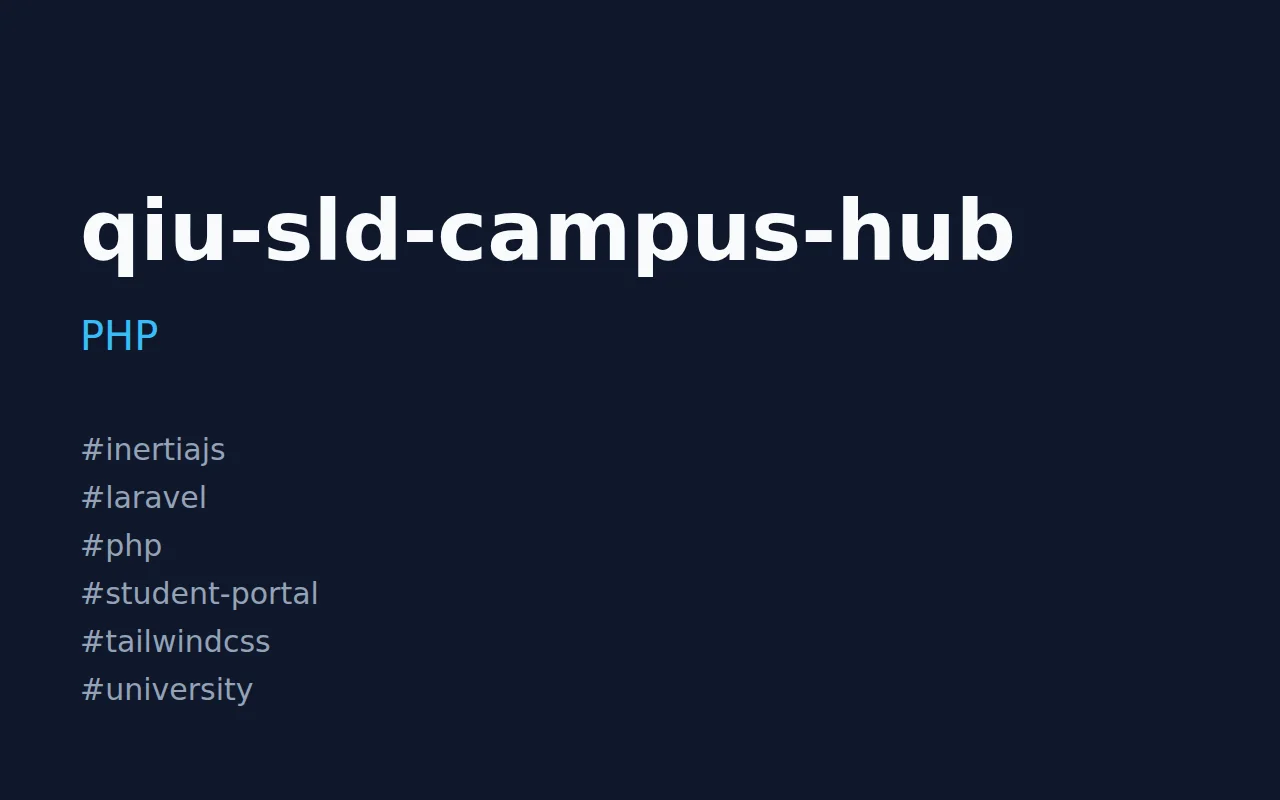 qiu-sld-campus-hub
PHP
#inertiajs
#laravel
#php
#student-portal
#tailwindcss
#university